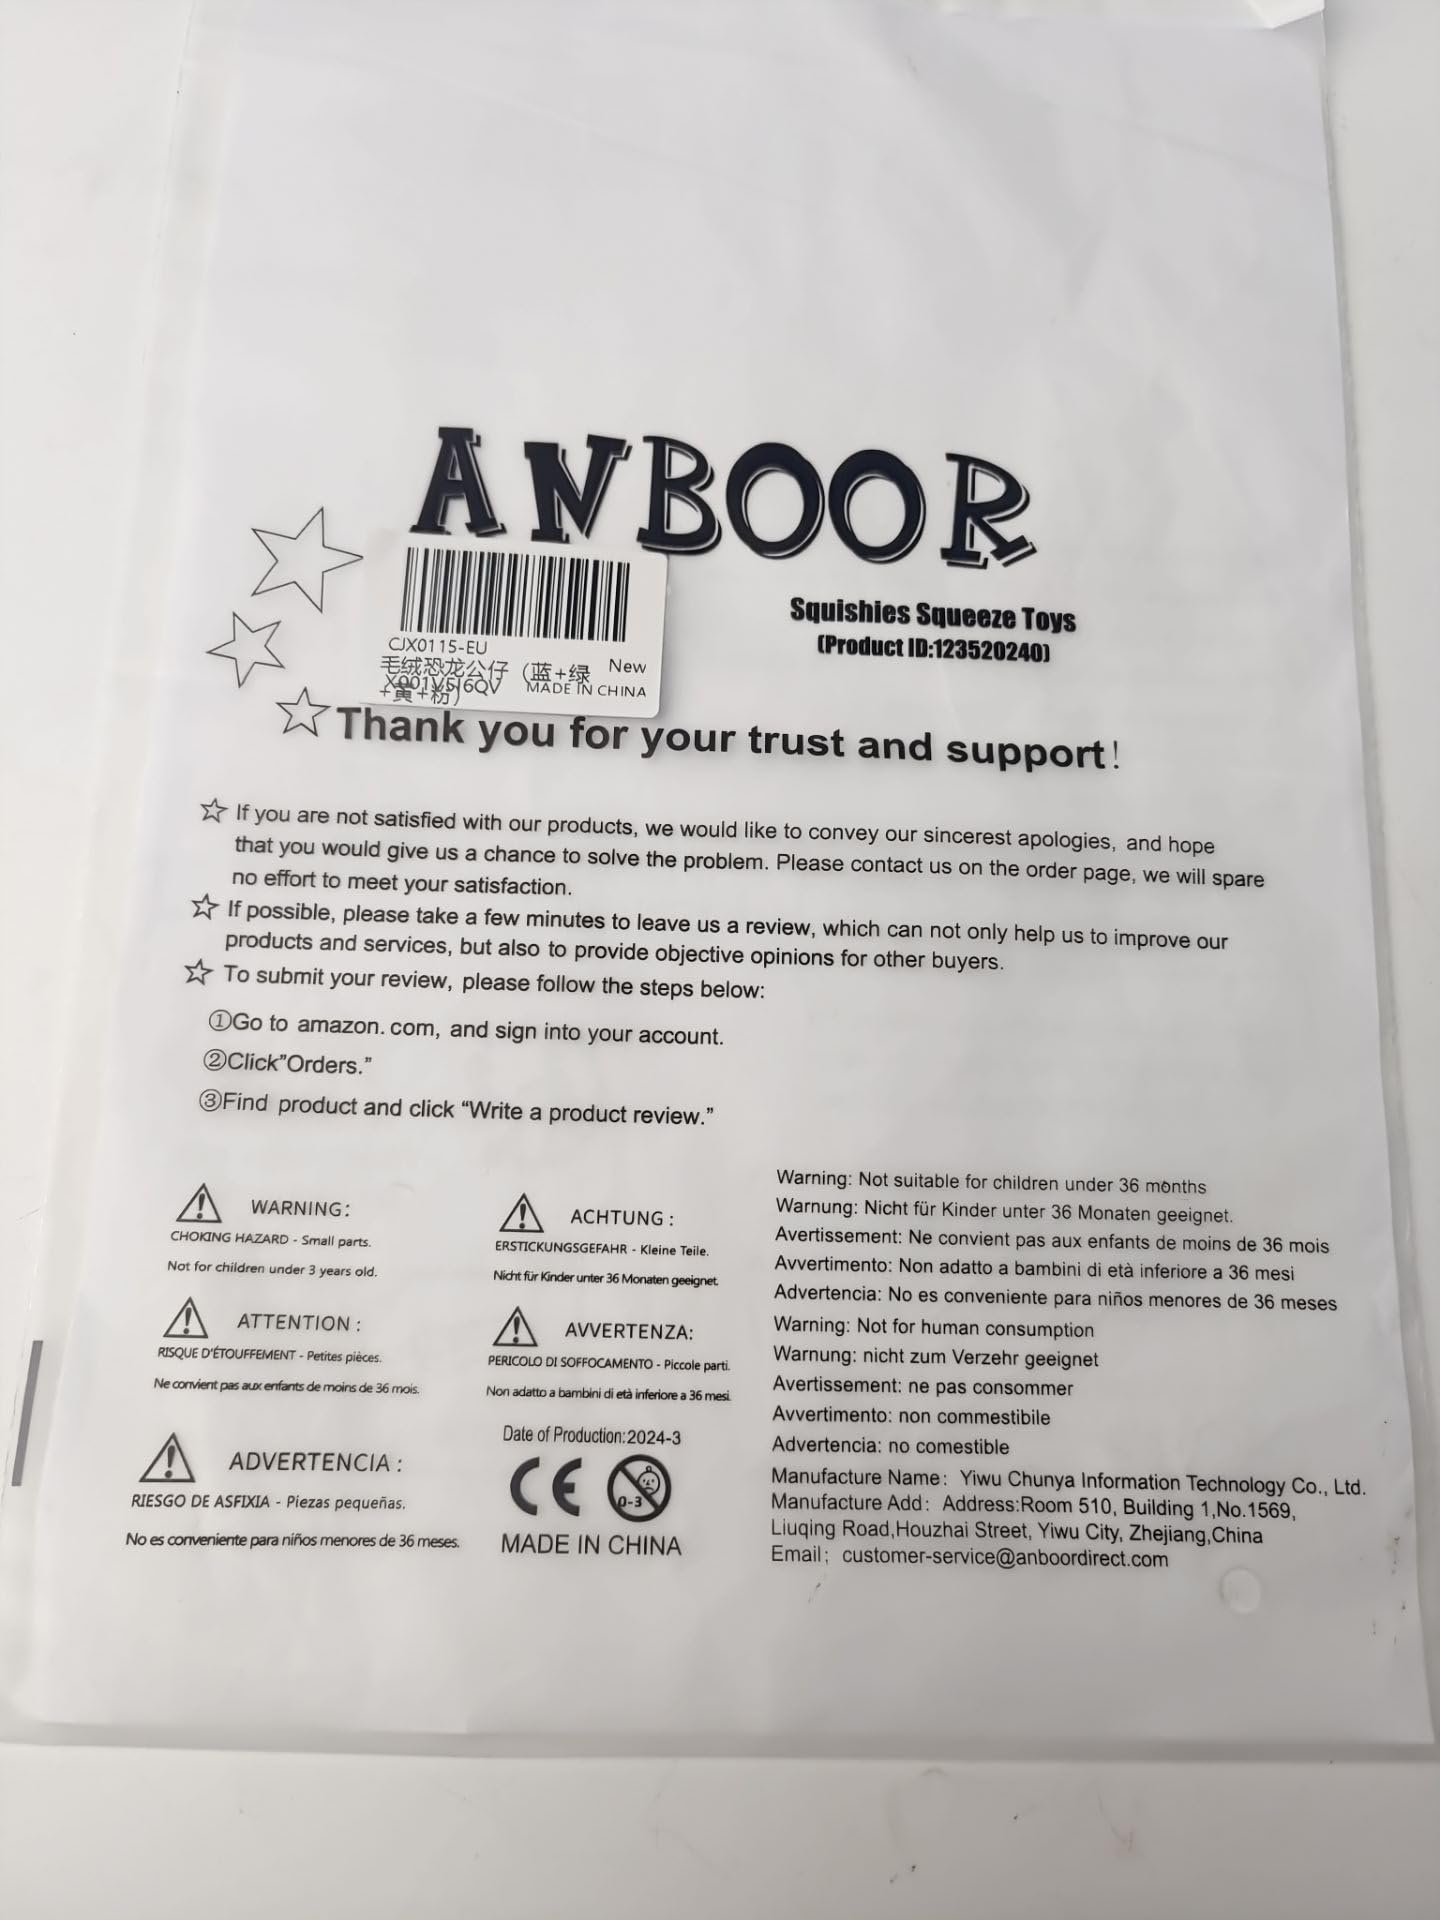 ANBOOR
Squishies Squeeze Toys
(Product ID:123520240)
CJX0115-EU
毛绒恐龙公仔（蓝+绿
+黄+粉）
New
MADE IN CHINA
Thank you for your trust and support!
If you are not satisfied with our products, we would like to convey our sincerest apologies, and hope
that you would give us a chance to solve the problem. Please contact us on the order page, we will spare
no effort to meet your satisfaction.
If possible, please take a few minutes to leave us a review, which can not only help us to improve our
products and services, but also to provide objective opinions for other buyers.
To submit your review, please follow the steps below:
①Go to amazon.com, and sign into your account.
②Click"Orders."
③Find product and click “Write a product review.”
WARNING:
CHOKING HAZARD - Small parts.
Not for children under 3 years old.
ACHTUNG:
ERSTICKUNGSGEFAHR - Kleine Teile.
Nicht für Kinder unter 36 Monaten geeignet.
ATTENTION:
RISQUE D'ÉTOUFFEMENT - Petites pièces.
Ne convient pas aux enfants de moins de 36 mois.
AVVERTENZA:
PERICOLO DI SOFFOCAMENTO - Piccole parti.
Non adatto a bambini di età inferiore a 36 mesi.
ADVERTENCIA:
RIESGO DE ASFIXIA - Piezas pequeñas.
No es conveniente para niños menores de 36 meses.
Date of Production:2024-3
CE
0-3
MADE IN CHINA
Warning: Not suitable for children under 36 months
Warnung: Nicht für Kinder unter 36 Monaten geeignet.
Avertissement: Ne convient pas aux enfants de moins de 36 mois
Avvertimento: Non adatto a bambini di età inferiore a 36 mesi
Advertencia: No es conveniente para niños menores de 36 meses
Warning: Not for human consumption
Warnung: nicht zum Verzehr geeignet
Avertissement: ne pas consommer
Avvertimento: non commestibile
Advertencia: no comestible
Manufacture Name: Yiwu Chunya Information Technology Co., Ltd.
Manufacture Add: Address:Room 510, Building 1,No.1569,
Liuqing Road,Houzhai Street, Yiwu City, Zhejiang,China
Email: customer-service@anboordirect.com